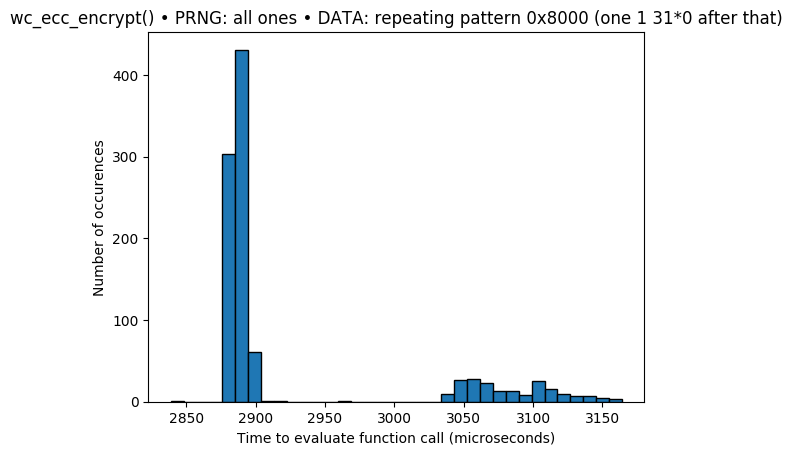 wc_ecc_encrypt() • PRNG: all ones • DATA: repeating pattern 0x8000 (one 1 31*0 after that)
400
300
200
100
0
Number of occurences
2850 2900 2950 3000 3050 3100 3150
Time to evaluate function call (microseconds)